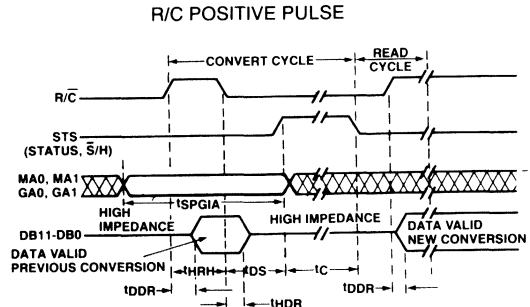 R/C POSITIVE PULSE
CONVERT CYCLE
READ CYCLE
R/C̅
STS
(STATUS, S̅/H)
MA0, MA1
GA0, GA1
tSPGIA
HIGH IMPEDANCE
HIGH IMPEDANCE
DATA VALID
NEW CONVERSION
DB11-DB0
DATA VALID
PREVIOUS CONVERSION
tHRH
tDS
tC
tDDR
tHDR
tDDR